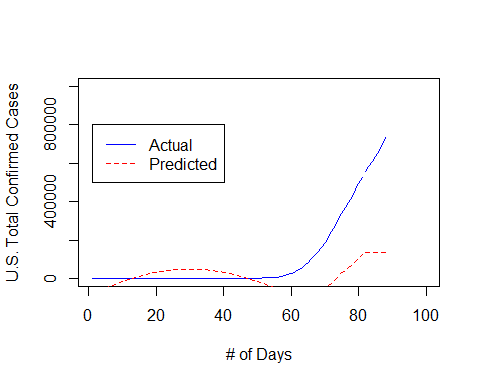 U.S. Total Confirmed Cases
800000
400000
0
Actual
Predicted
0 20 40 60 80 100
# of Days